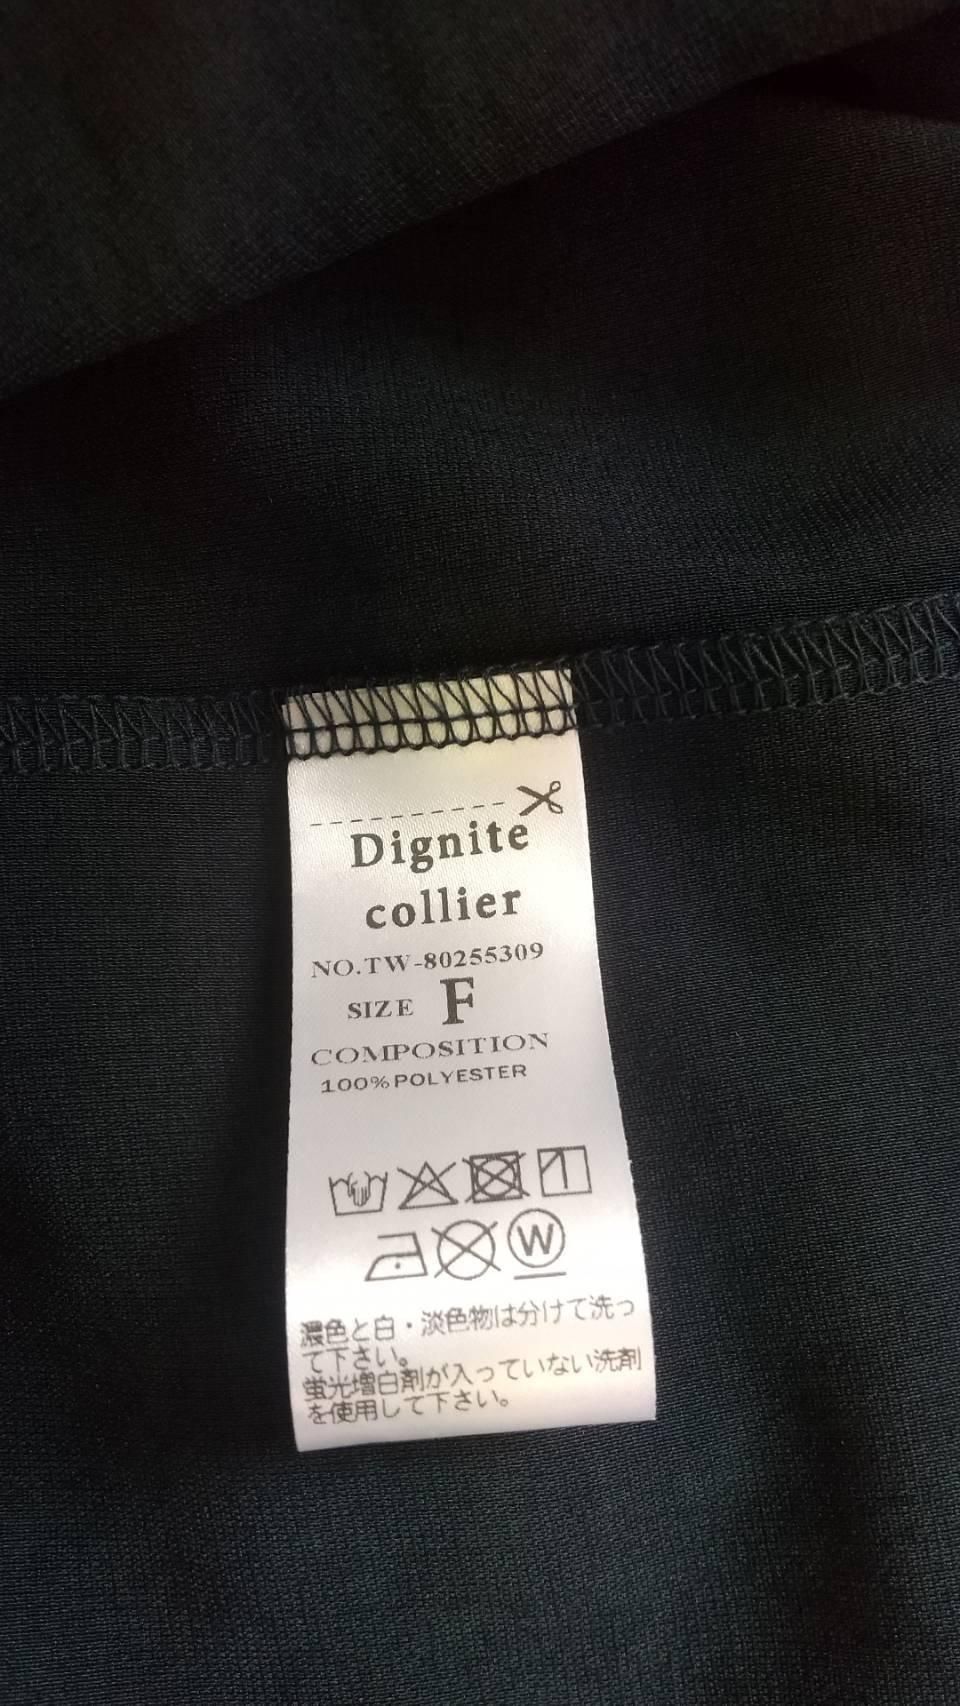 Dignite
collier
NO.TW-80255309
SIZE F
COMPOSITION
100%POLYESTER
W
濃色と白・淡色物は分けて洗っ
て下さい。
蛍光増白剤が入っていない洗剤
を使用して下さい。